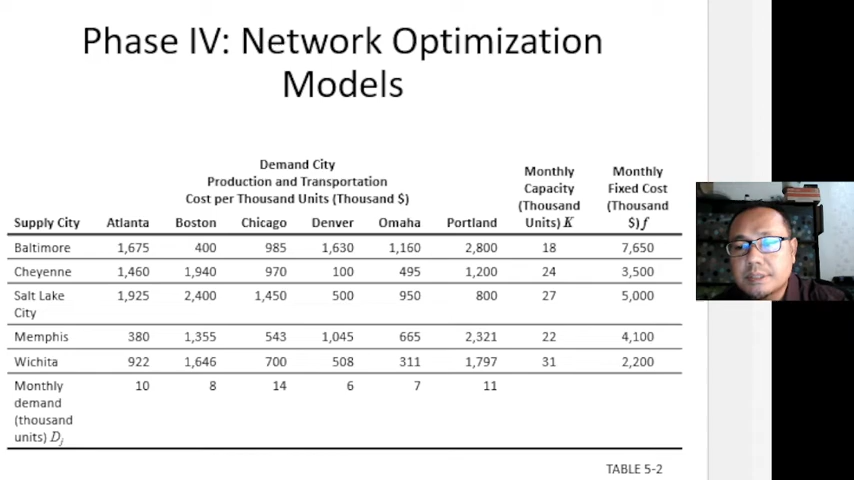 Phase IV: Network Optimization
Models
Demand City
Production and Transportation
Cost per Thousand Units (Thousand $)
Monthly
Capacity
(Thousand
Units) K
Monthly
Fixed Cost
(Thousand
$) f
Supply City Atlanta Boston Chicago Denver Omaha Portland
Baltimore 1,675 400 985 1,630 1,160 2,800 18 7,650
Cheyenne 1,460 1,940 970 100 495 1,200 24 3,500
Salt Lake 1,925 2,400 1,450 500 950 800 27 5,000
City
Memphis 380 1,355 543 1,045 665 2,321 22 4,100
Wichita 922 1,646 700 508 311 1,797 31 2,200
Monthly 10 8 14 6 7 11
demand
(thousand
units) Dj
TABLE 5-2